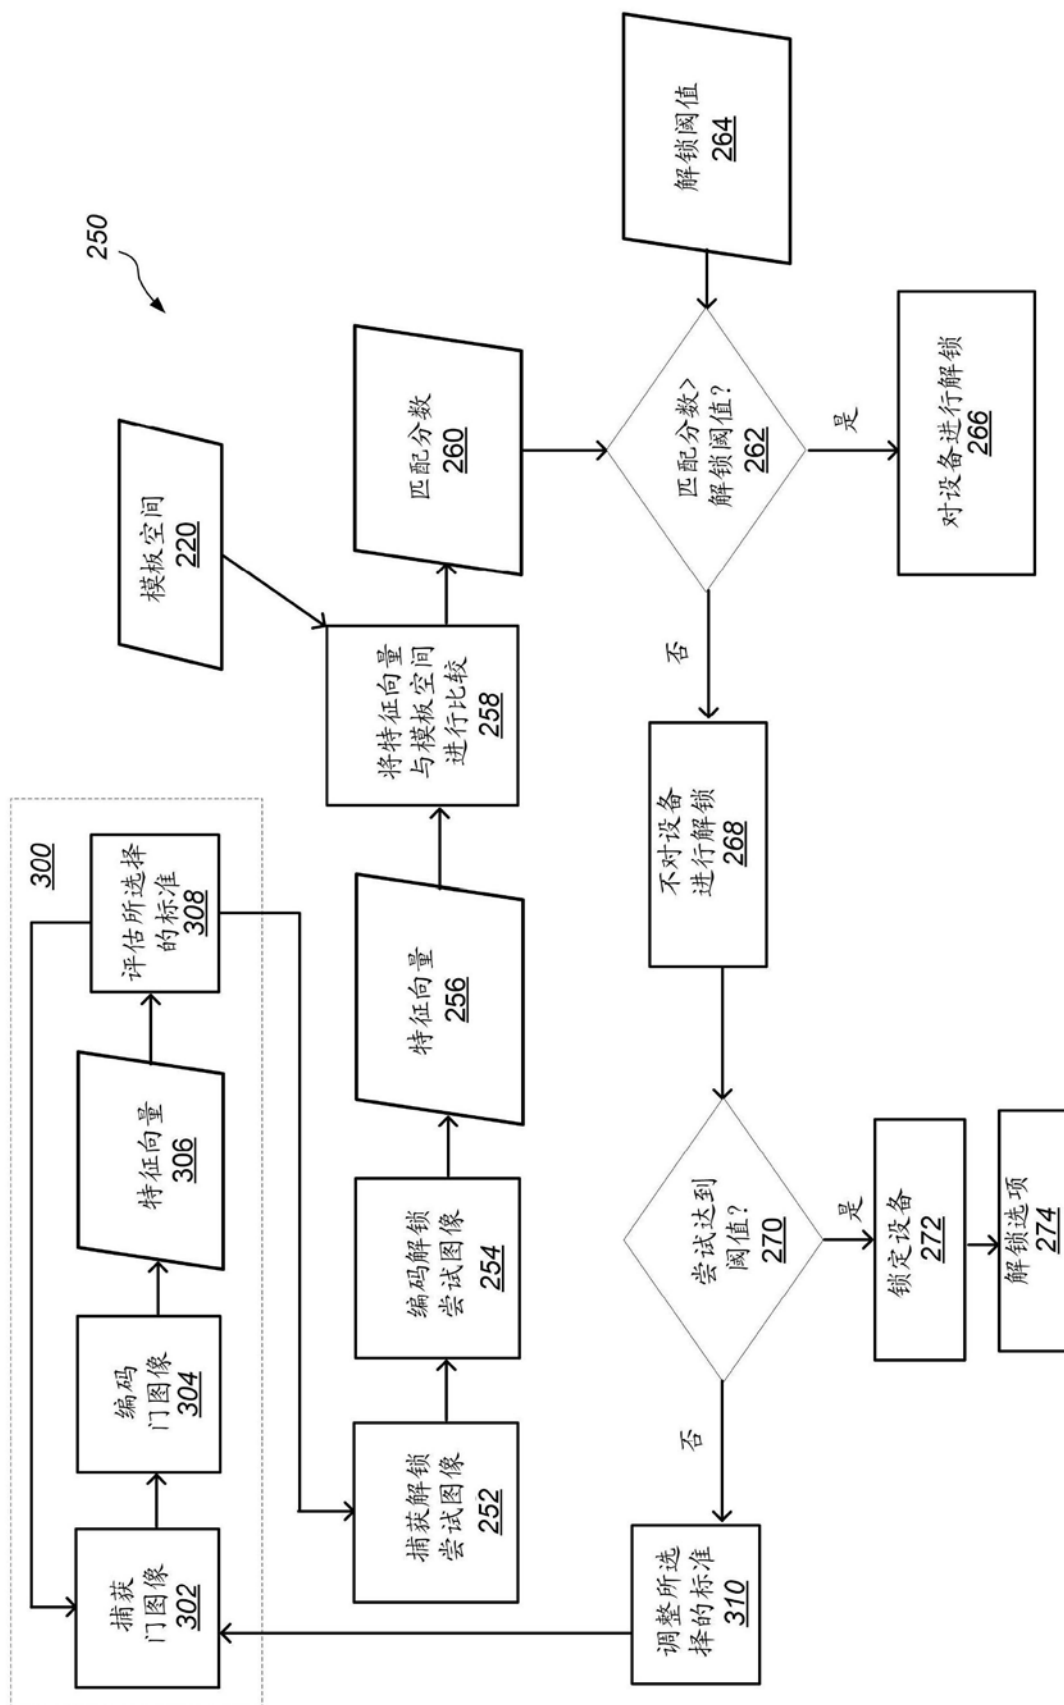 250
300
捕获
门图像
302
编码
门图像
304
特征向量
306
评估所选择
的标准
308
模板空间
220
捕获解锁
尝试图像
252
编码解锁
尝试图像
254
特征向量
256
将特征向量
与模板空间
进行比较
258
匹配分数
260
调整所选
择的标准
310
否
尝试达到
阈值?
270
不对设备
进行解锁
268
否
匹配分数>
解锁阈值?
262
解锁阈值
264
是
锁定设备
272
解锁选项
274
是
对设备进行解锁
266